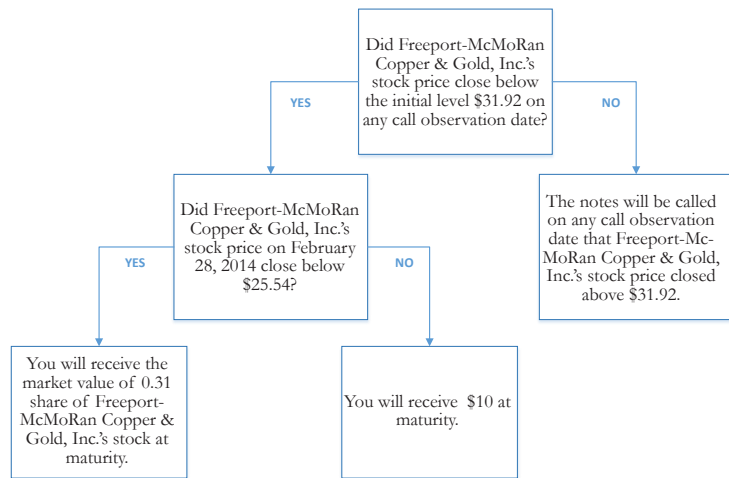 Did Freeport-McMoRan
Copper & Gold, Inc.'s
stock price close below
the initial level $31.92 on
any call observation date?
YES
NO
Did Freeport-McMoRan
Copper & Gold, Inc.'s
stock price on February
28, 2014 close below
$25.54?
The notes will be called
on any call observation
date that Freeport-Mc-
MoRan Copper & Gold,
Inc.'s stock price closed
above $31.92.
YES
NO
You will receive the
market value of 0.31
share of Freeport-
McMoRan Copper &
Gold, Inc.'s stock at
maturity.
You will receive $10 at
maturity.